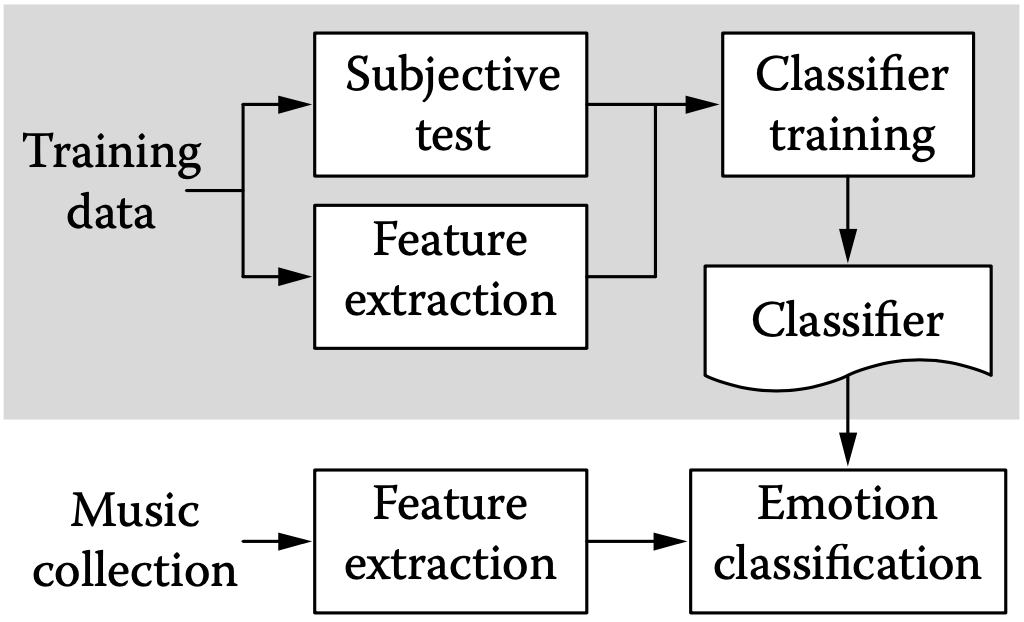 Training
data
Subjective
test
Feature
extraction
Classifier
training
Classifier
Music
collection
Feature
extraction
Emotion
classification